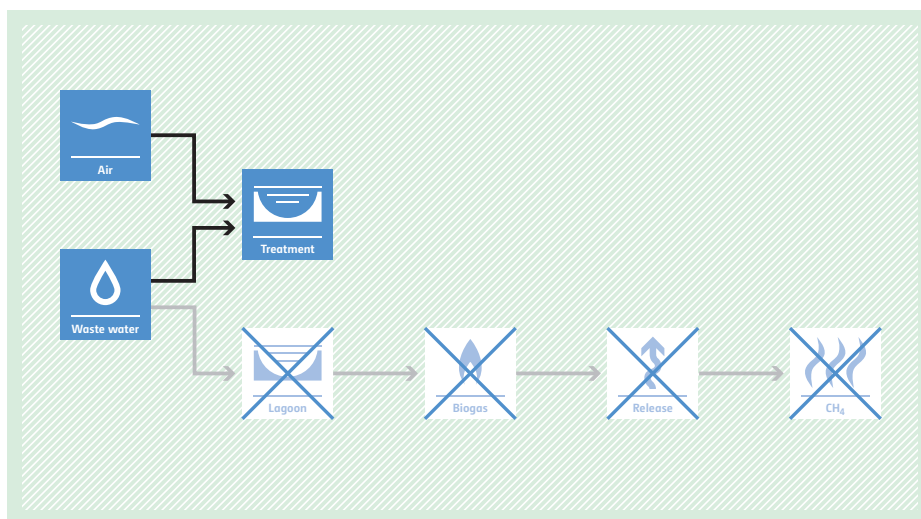 Air
Treatment
Waste water
Lagoon
Biogas
Release
CH₄